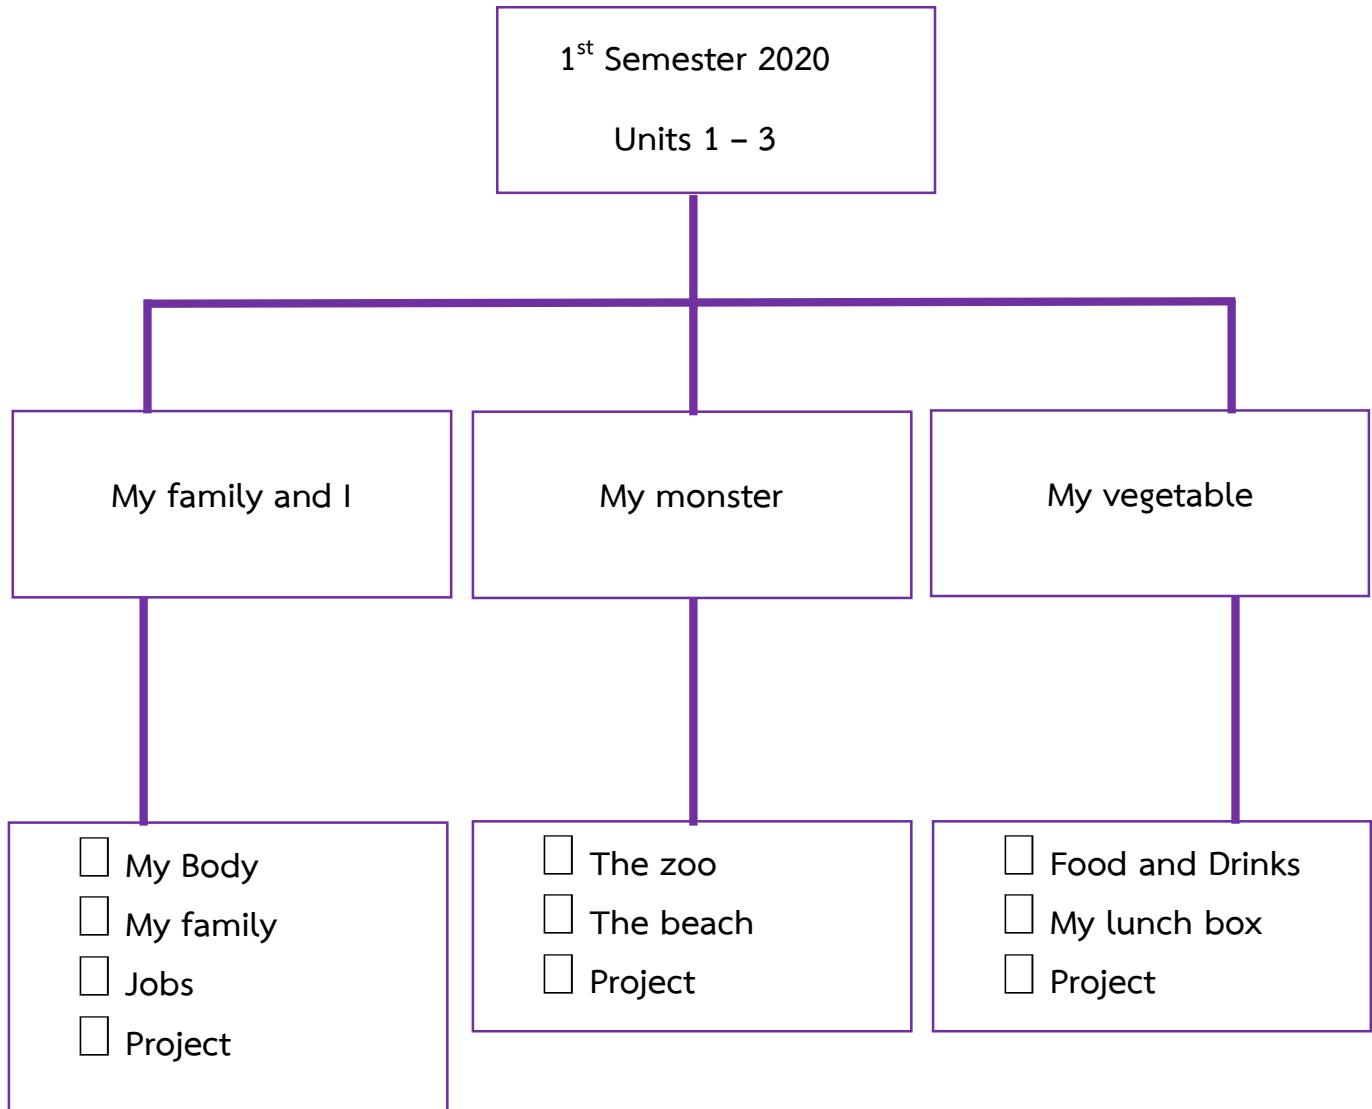 1st Semester 2020
Units 1 – 3
My family and I
My monster
My vegetable
My Body
My family
Jobs
Project
The zoo
The beach
Project
Food and Drinks
My lunch box
Project